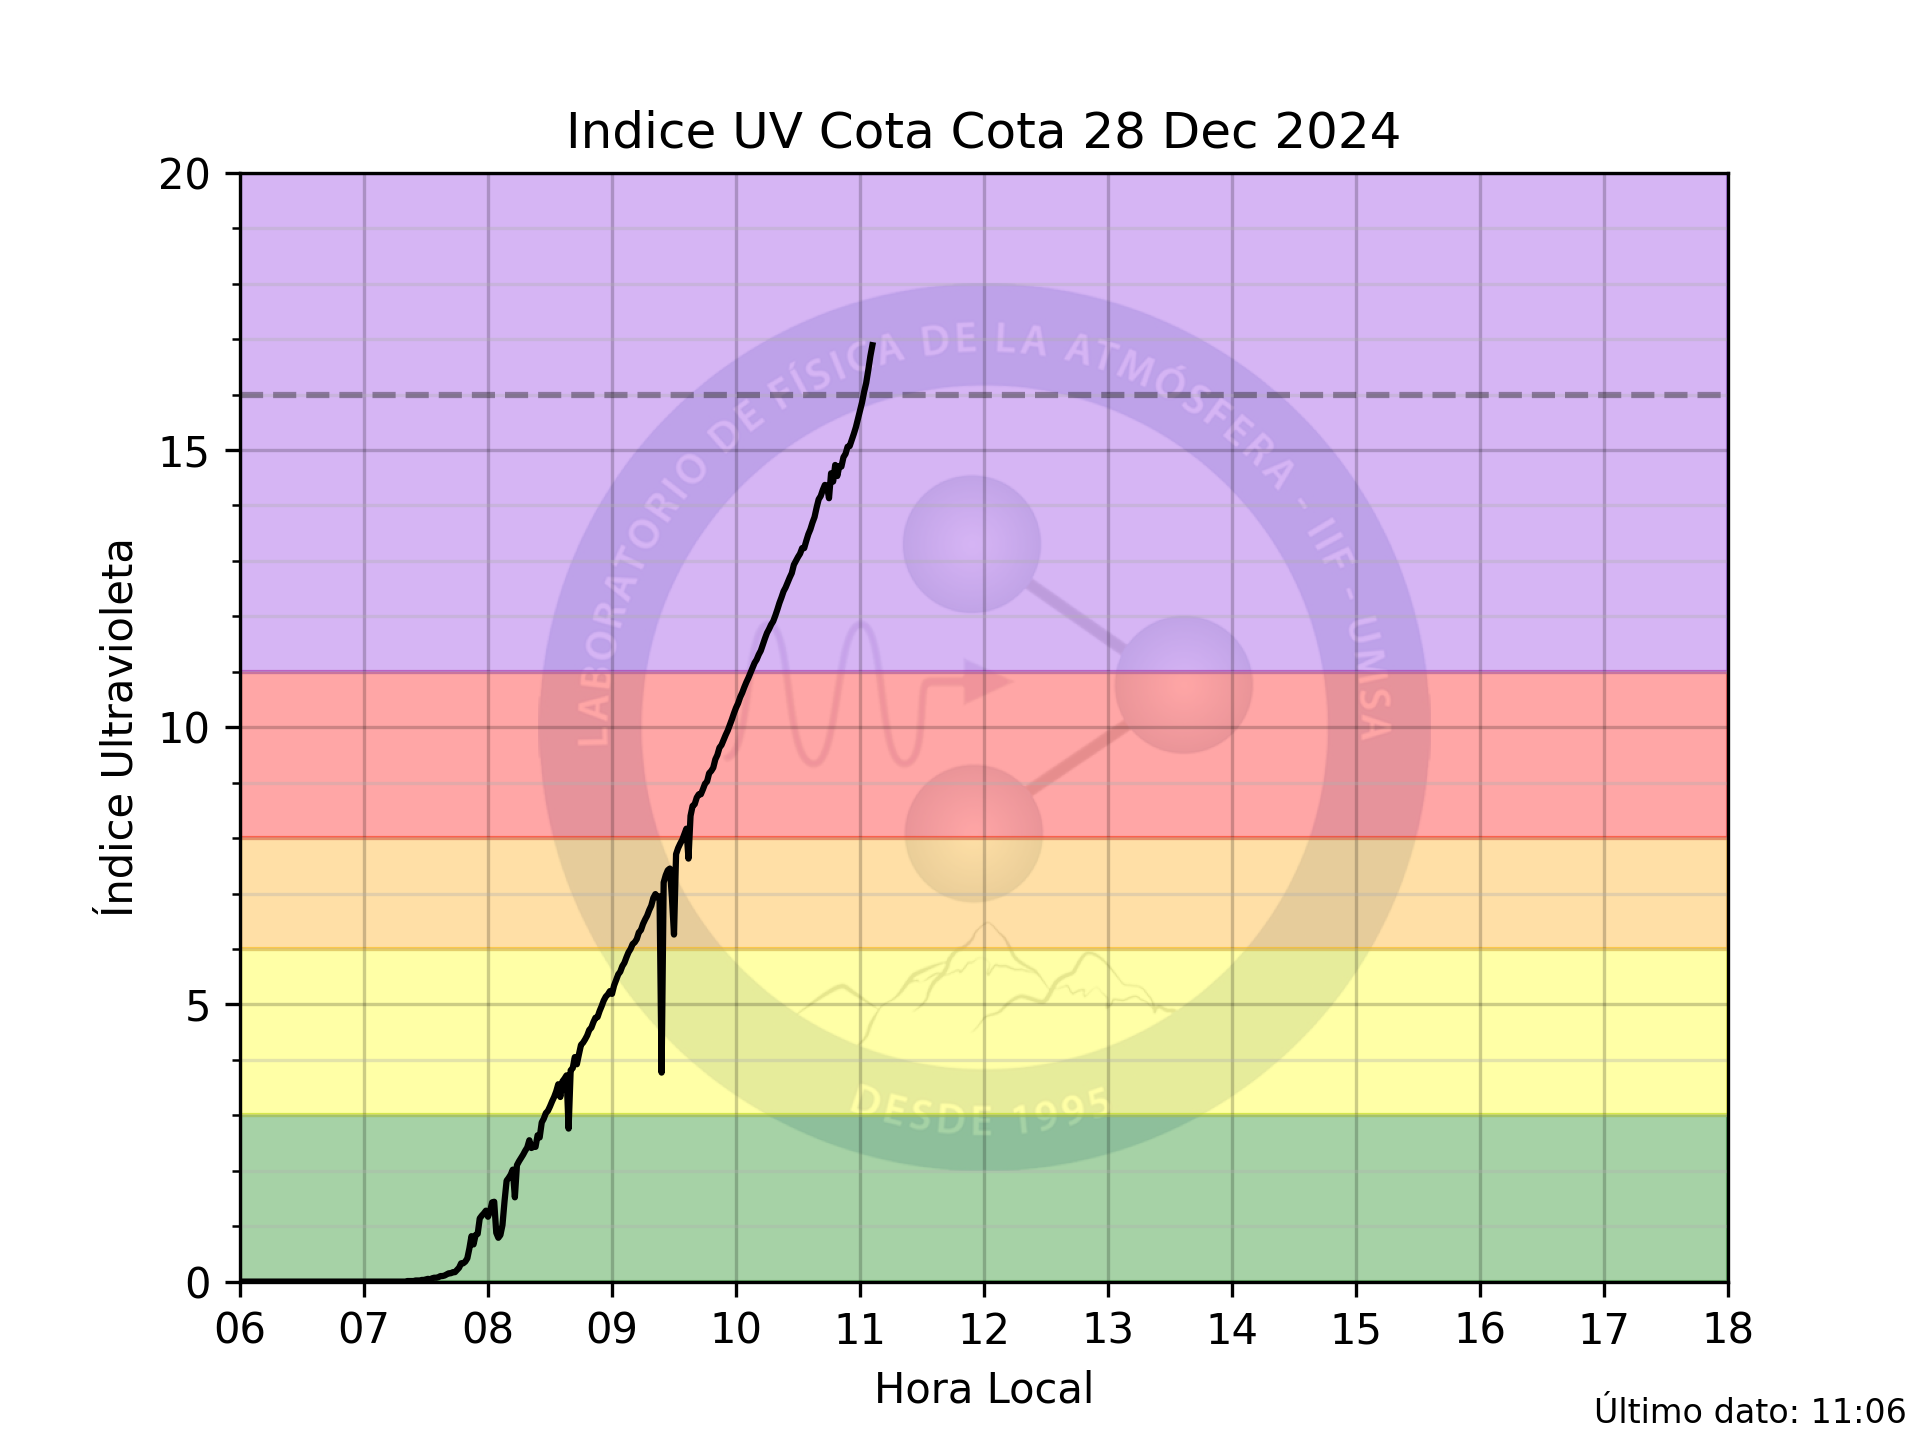 Indice UV Cota Cota 28 Dec 2024
20
15
10
5
0
Índice Ultravioleta
LABORATORIO DE FÍSICA DE LA ATMÓSFERA - IIF - UMSA
DESDE 1995
06 07 08 09 10 11 12 13 14 15 16 17 18
Hora Local
Último dato: 11:06